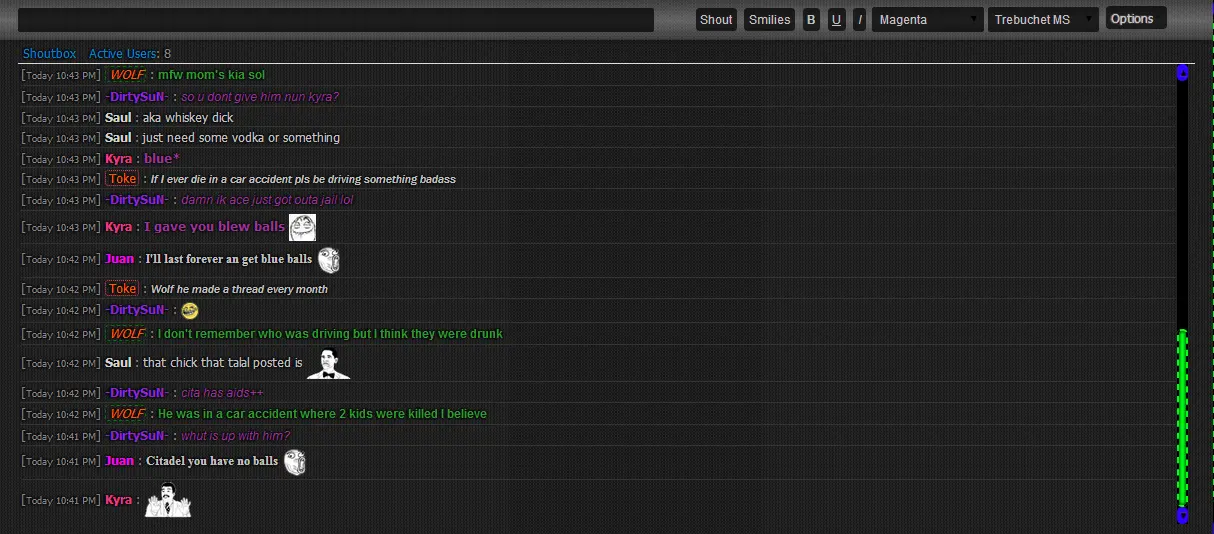 Shout Smilies B U I Magenta Trebuchet MS Options
Shoutbox Active Users: 8
[Today 10:43 PM] WOLF : mfw mom's kia sol
[Today 10:43 PM] -DirtySuN- : so u dont give him nun kyra?
[Today 10:43 PM] Saul : aka whiskey dick
[Today 10:43 PM] Saul : just need some vodka or something
[Today 10:43 PM] Kyra : blue*
[Today 10:43 PM] Toke : If I ever die in a car accident pls be driving something badass
[Today 10:43 PM] -DirtySuN- : damn ik ace just got outa jail lol
[Today 10:43 PM] Kyra : I gave you blew balls
[Today 10:42 PM] Juan : I'll last forever an get blue balls
[Today 10:42 PM] Toke : Wolf he made a thread every month
[Today 10:42 PM] -DirtySuN- :
[Today 10:42 PM] WOLF : I don't remember who was driving but I think they were drunk
[Today 10:42 PM] Saul : that chick that talal posted is
[Today 10:42 PM] -DirtySuN- : cita has aids++
[Today 10:42 PM] WOLF : He was in a car accident where 2 kids were killed I believe
[Today 10:41 PM] -DirtySuN- : whut is up with him?
[Today 10:41 PM] Juan : Citadel you have no balls
[Today 10:41 PM] Kyra :